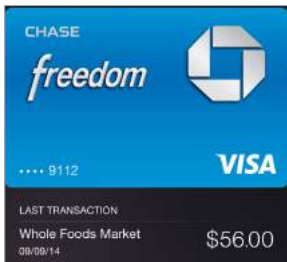 CHASE
freedom
•••• 9112
VISA
LAST TRANSACTION
Whole Foods Market
$56.00
09/09/14